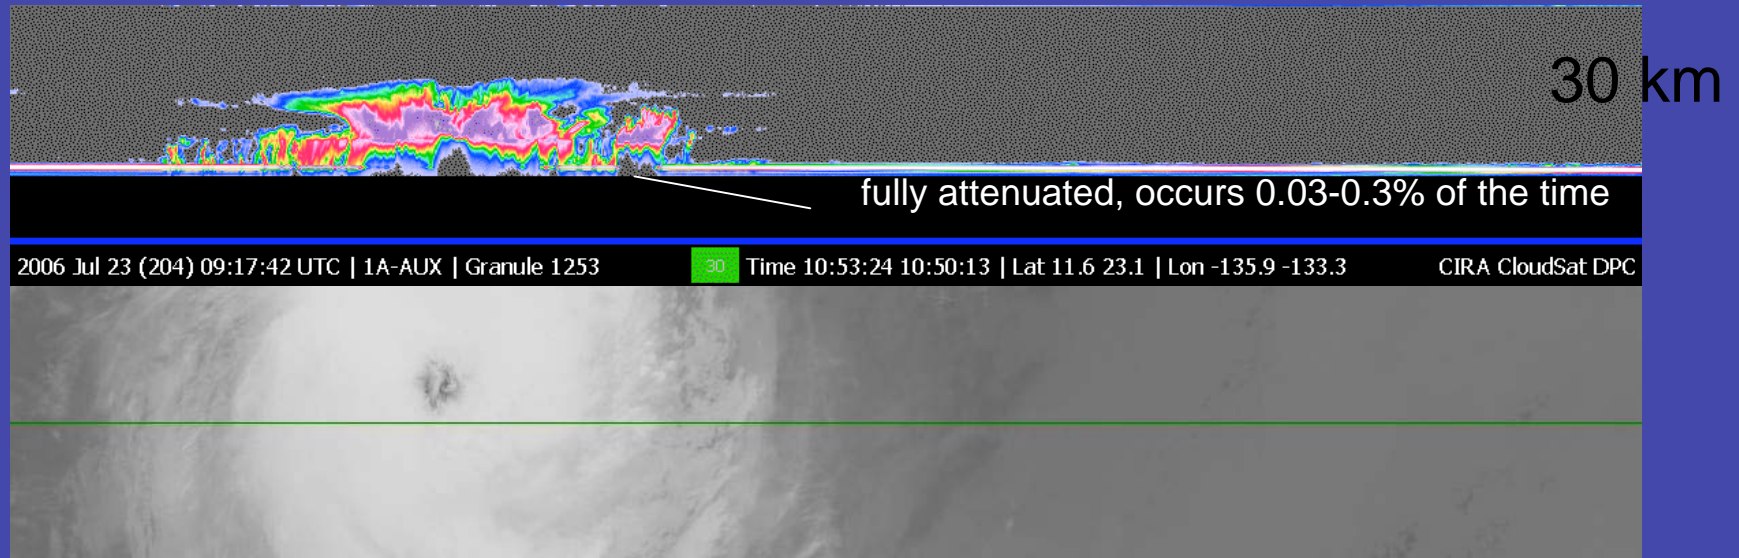 30 km
fully attenuated, occurs 0.03-0.3% of the time
2006 Jul 23 (204) 09:17:42 UTC | 1A-AUX | Granule 1253 30 Time 10:53:24 10:50:13 | Lat 11.6 23.1 | Lon -135.9 -133.3 CIRA CloudSat DPC